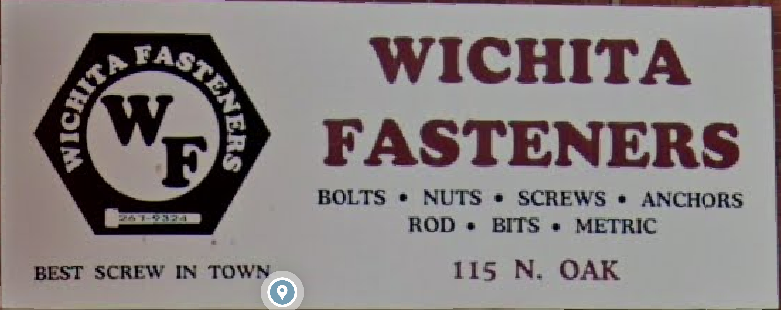 WICHITA FASTENERS
WF
267-9324
BEST SCREW IN TOWN
WICHITA
FASTENERS
BOLTS • NUTS • SCREWS • ANCHORS
ROD • BITS • METRIC
115 N. OAK